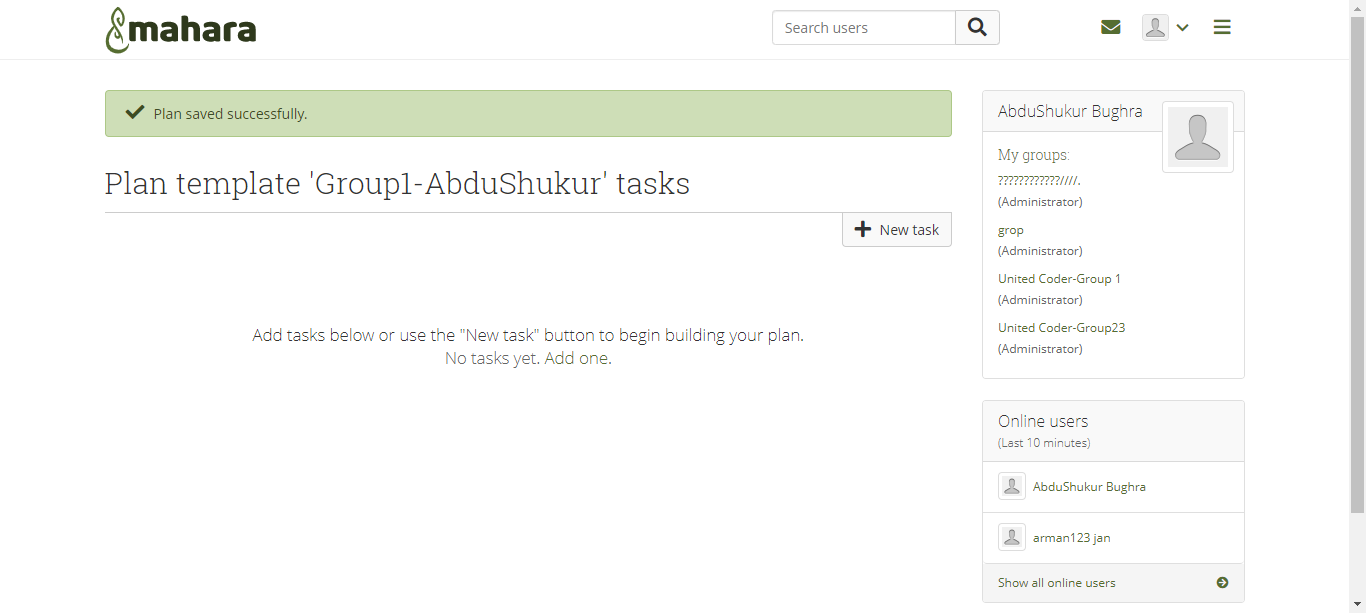 mahara
Search users
Plan saved successfully.
Plan template 'Group1-AbduShukur' tasks
New task
Add tasks below or use the "New task" button to begin building your plan.
No tasks yet. Add one.
AbduShukur Bughra
My groups:
????????????////.
(Administrator)
grop
(Administrator)
United Coder-Group 1
(Administrator)
United Coder-Group23
(Administrator)
Online users
(Last 10 minutes)
AbduShukur Bughra
arman123 jan
Show all online users